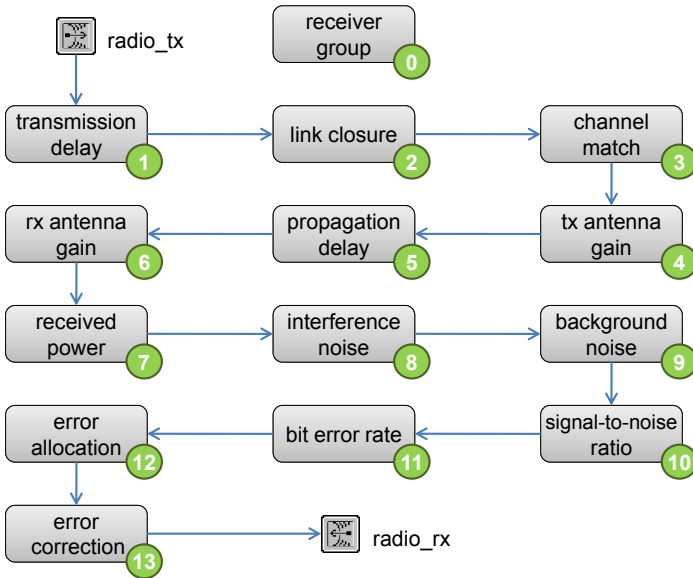 radio_tx
receiver
group
0
transmission
delay
1
link closure
2
channel
match
3
rx antenna
gain
6
propagation
delay
5
tx antenna
gain
4
received
power
7
interference
noise
8
background
noise
9
error
allocation
12
bit error rate
11
signal-to-noise
ratio
10
error
correction
13
radio_rx